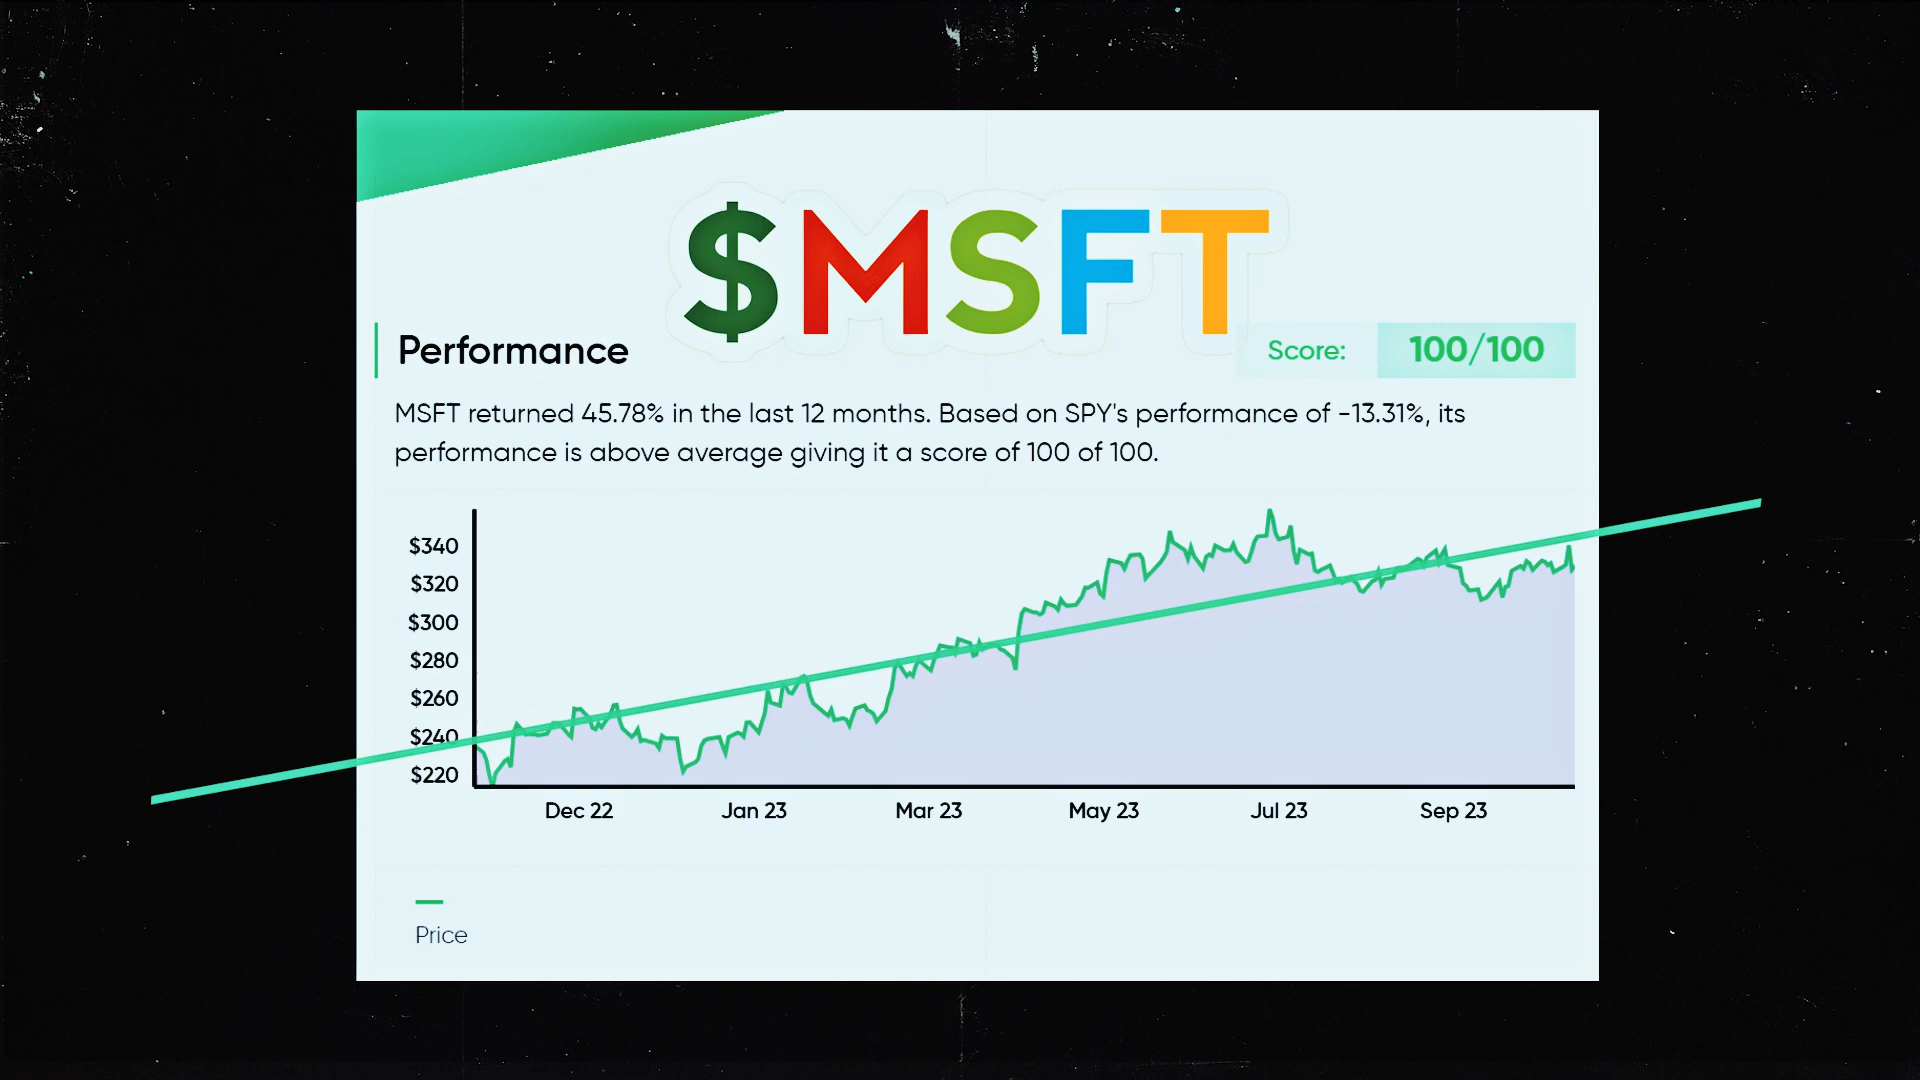 $MSFT
Performance
Score: 100/100
MSFT returned 45.78% in the last 12 months. Based on SPY's performance of -13.31%, its
performance is above average giving it a score of 100 of 100.
$340
$320
$300
$280
$260
$240
$220
Dec 22 Jan 23 Mar 23 May 23 Jul 23 Sep 23
Price